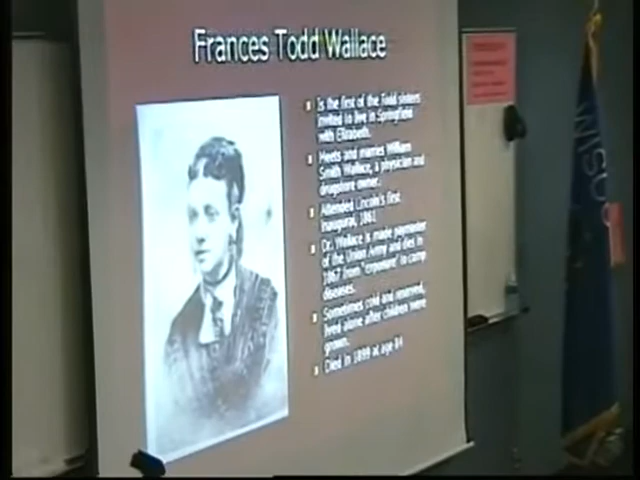 Frances Todd Wallace
Is the first of the Todd sisters
invited to live in Springfield
with Elizabeth.
Meets and marries William
Smith Wallace, a physician and
drugstore owner.
Attended Lincoln's first
inaugural, 1861
Dr. Wallace is made paymaster
of the Union Army and dies in
1867 from "exposure" to camp
diseases.
Sometimes cold and reserved,
lived alone after children were
grown.
Died in 1899 at age 84
WISCO